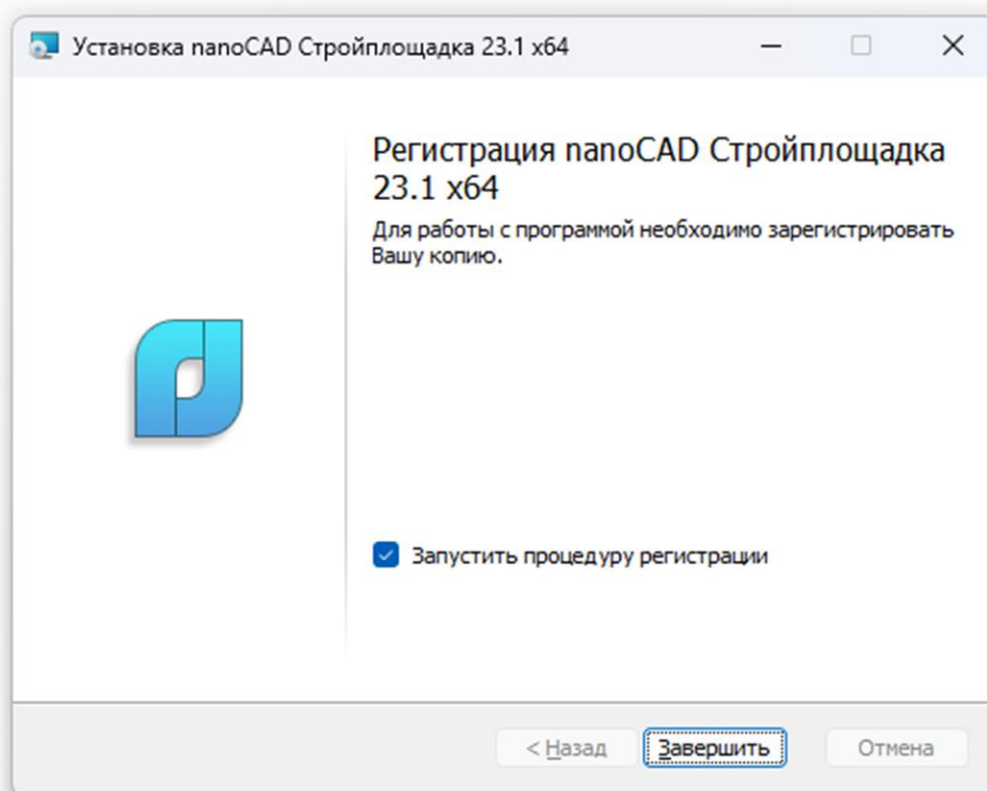 Установка nanoCAD Стройплощадка 23.1 x64
Регистрация nanoCAD Стройплощадка
23.1 x64
Для работы с программой необходимо зарегистрировать
Вашу копию.
Запустить процедуру регистрации
< Назад
Завершить
Отмена